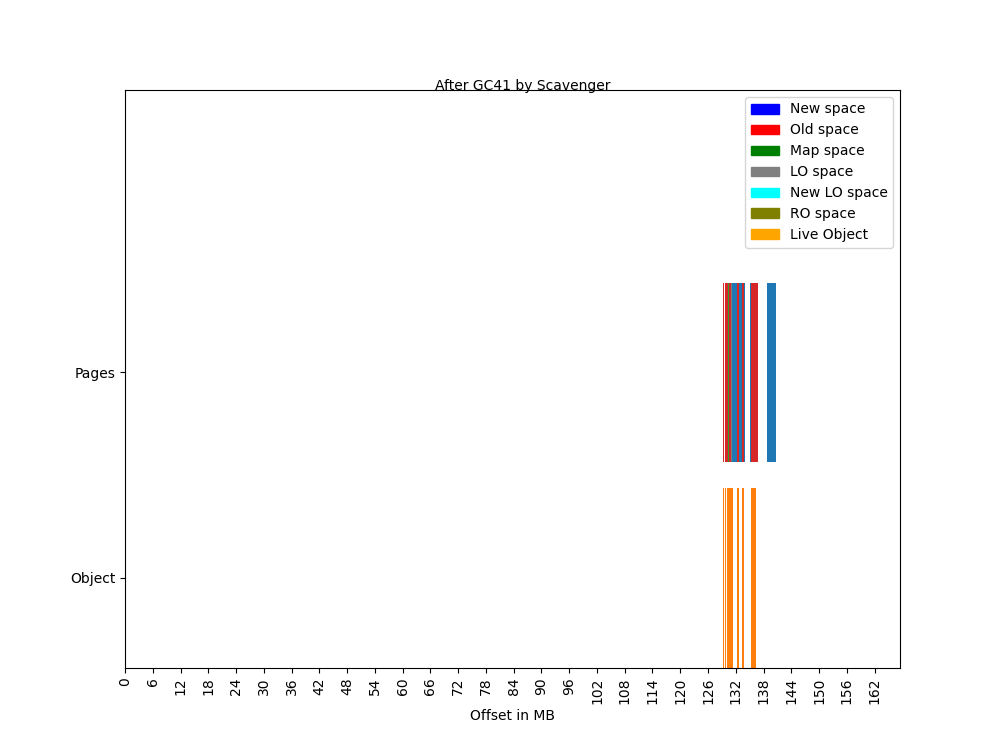 After GC41 by Scavenger
New space
Old space
Map space
LO space
New LO space
RO space
Live Object
Pages
Object
0 6 12 18 24 30 36 42 48 54 60 66 72 78 84 90 96 102 108 114 120 126 132 138 144 150 156 162
Offset in MB